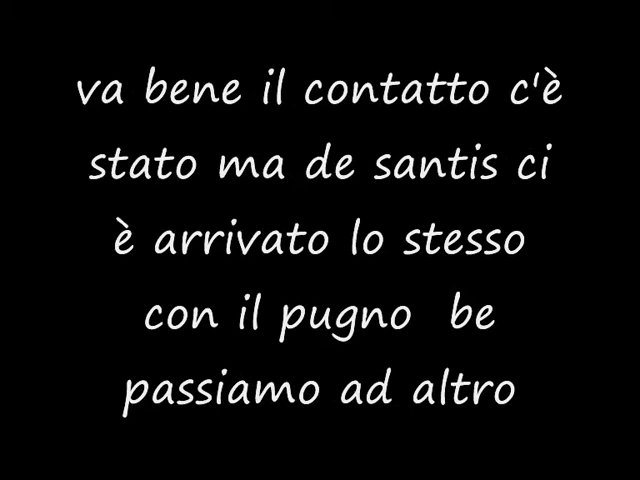 va bene il contatto c'è
stato ma de santis ci
è arrivato lo stesso
con il pugno be
passiamo ad altro